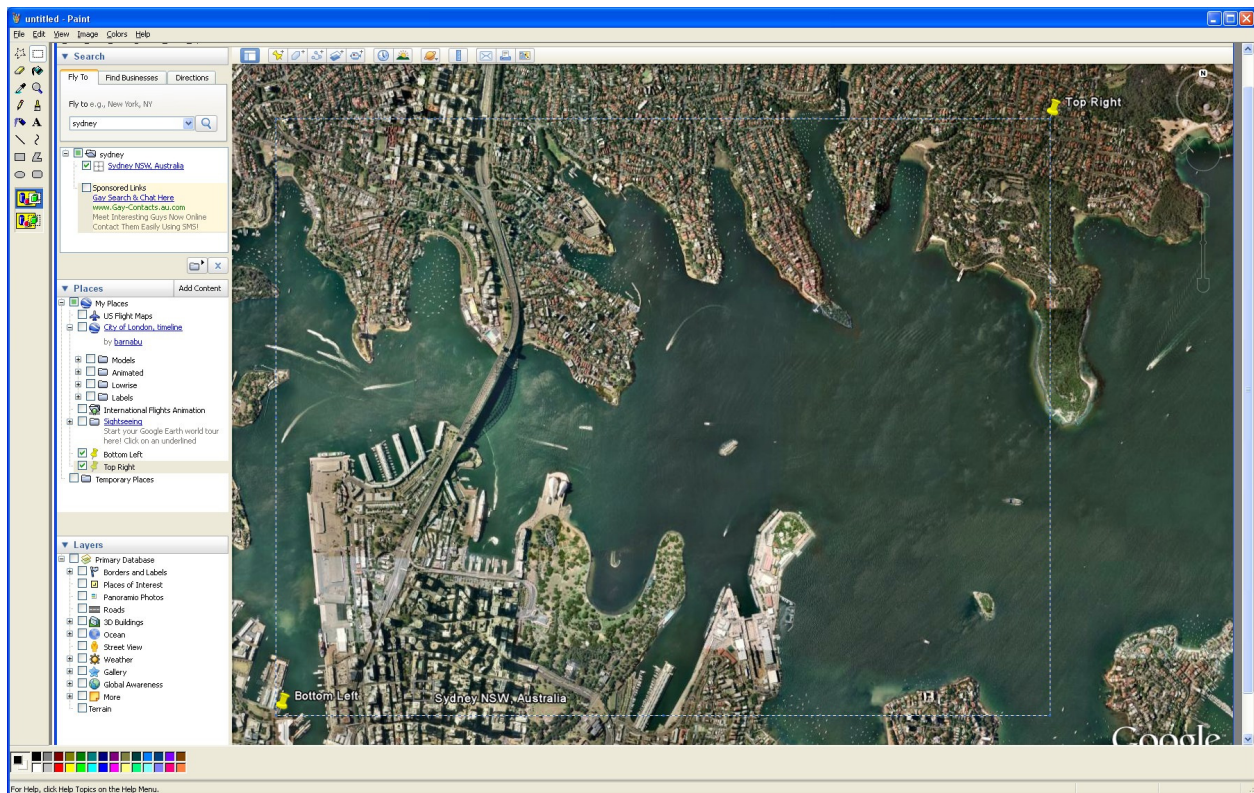 untitled - Paint
File Edit View Image Colors Help
Search
Fly To Find Businesses Directions
Fly to e.g., New York, NY
sydney
sydney
Sydney NSW, Australia
Sponsored Links
Gay Search & Chat Here
www.Gay-Contacts.au.com
Meet Interesting Guys Now Online
Contact Them Easily Using SMS!
Places Add Content
My Places
US Flight Maps
City of London, timeline
by barnabu
Models
Animated
Lowrise
Labels
International Flights Animation
Sightseeing
Start your Google Earth world tour
here! Click on an underlined
Bottom Left
Top Right
Temporary Places
Layers
Primary Database
Borders and Labels
Places of Interest
Panoramio Photos
Roads
3D Buildings
Ocean
Street View
Weather
Gallery
Global Awareness
More
Terrain
N
Top Right
Bottom Left
Sydney NSW, Australia
Google
For Help, click Help Topics on the Help Menu.